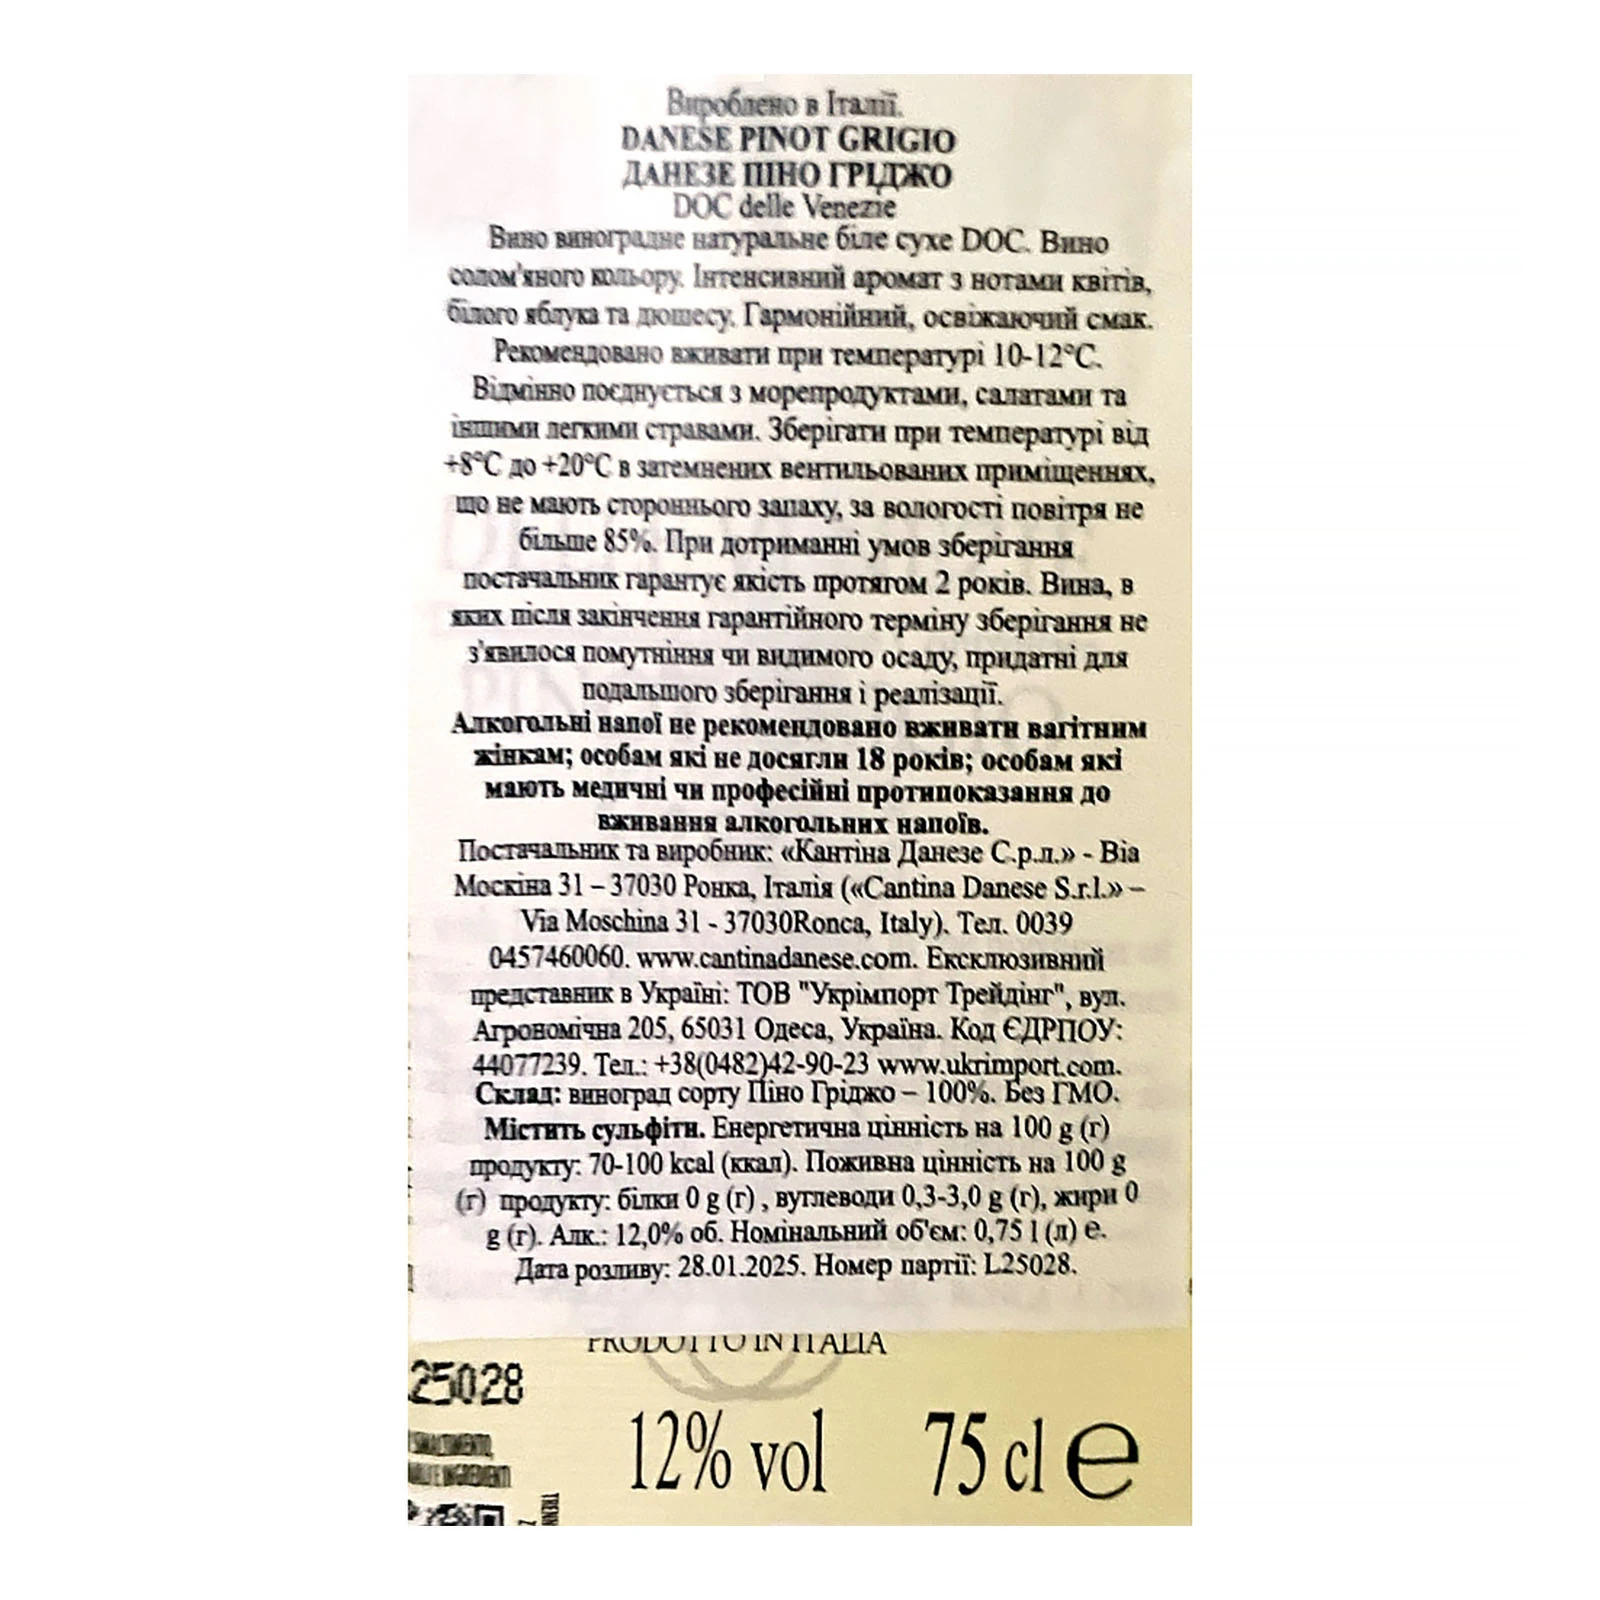 Вироблено в Італії.
DANESE PINOT GRIGIO
ДАНЕЗЕ ПІНО ГРІДЖО
DOC delle Venezie
Вино виноградне натуральне біле сухе DOC. Вино
солом'яного кольору. Інтенсивний аромат з нотами квітів,
білого яблука та дюшесу. Гармонійний, освіжаючий смак.
Рекомендовано вживати при температурі 10-12°C.
Відмінно поєднується з морепродуктами, салатами та
іншими легкими стравами. Зберігати при температурі від
+8°C до +20°C в затемнених вентильованих приміщеннях,
що не мають стороннього запаху, за вологості повітря не
більше 85%. При дотриманні умов зберігання
постачальник гарантує якість протягом 2 років. Вина, в
яких після закінчення гарантійного терміну зберігання не
з'явилося помутніння чи видимого осаду, придатні для
подальшого зберігання і реалізації.
Алкогольні напої не рекомендовано вживати вагітним
жінкам; особам які не досягли 18 років; особам які
мають медичні чи професійні протипоказання до
вживання алкогольних напоїв.
Постачальник та виробник: «Кантіна Данезе С.р.л.» - Віа
Москіна 31 – 37030 Ронка, Італія («Cantina Danese S.r.l.» –
Via Moschina 31 - 37030Ronca, Italy). Тел. 0039
0457460060. www.cantinadanese.com. Ексклюзивний
представник в Україні: ТОВ "Укрімпорт Трейдінг", вул.
Агрономічна 205, 65031 Одеса, Україна. Код ЄДРПОУ:
44077239. Тел.: +38(0482)42-90-23 www.ukrimport.com.
Склад: виноград сорту Піно Гріджо – 100%. Без ГМО.
Містить сульфіти. Енергетична цінність на 100 g (г)
продукту: 70-100 kcal (ккал). Поживна цінність на 100 g
(г) продукту: білки 0 g (г) , вуглеводи 0,3-3,0 g (г), жири 0
g (г). Алк.: 12,0% об. Номінальний об'єм: 0,75 l (л) e.
Дата розливу: 28.01.2025. Номер партії: L25028.
PRODOTTO IN ITALIA
25028
12% vol 75 cl e